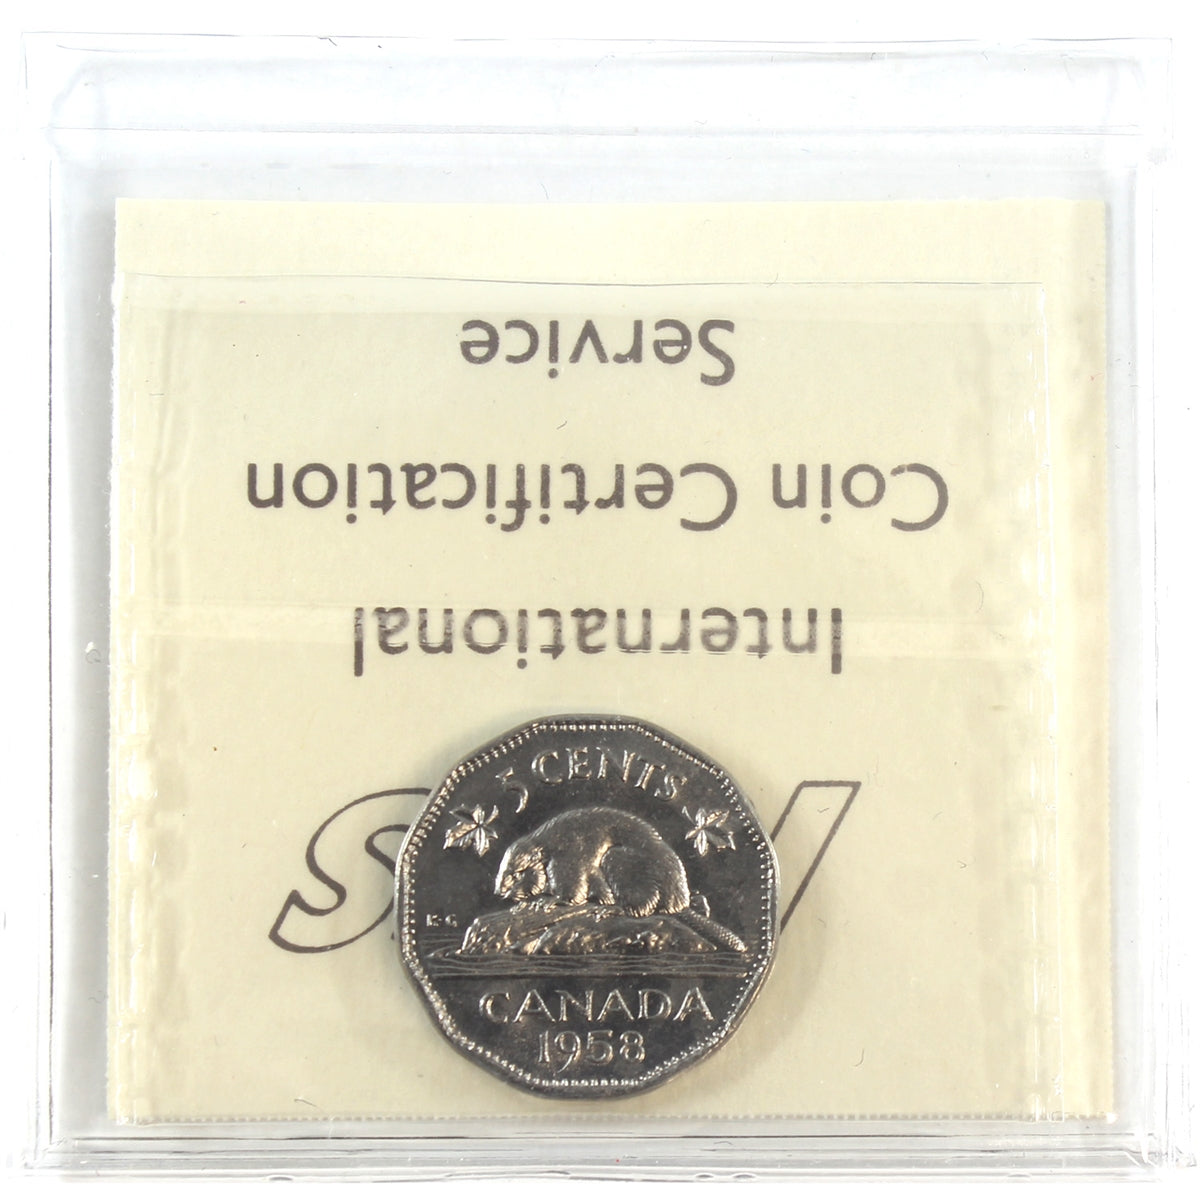 Service
Coin Certification
International
5 CENTS
K·G
CANADA
1958